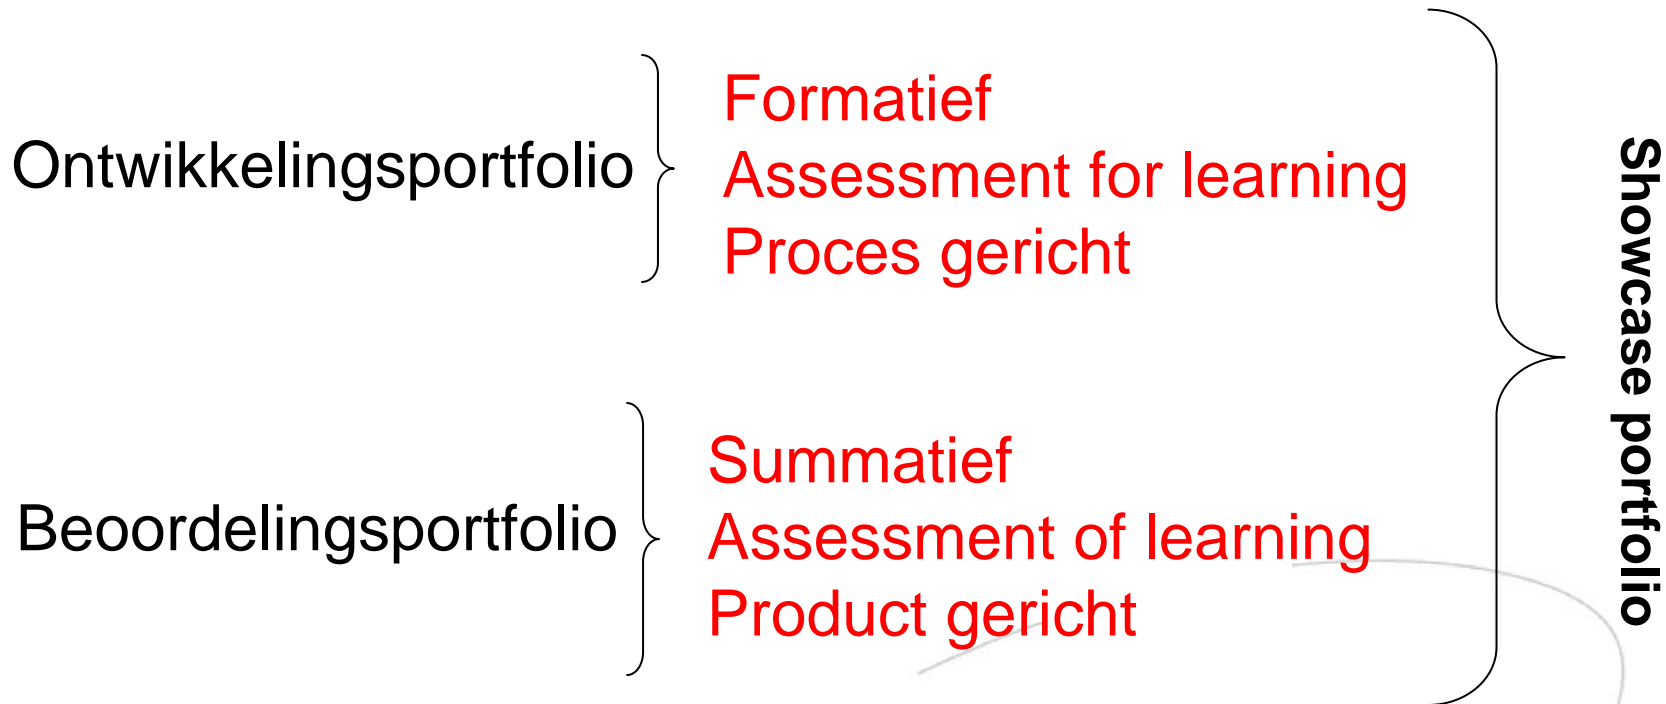 Ontwikkelingsportfolio
Formatief
Assessment for learning
Proces gericht
Beoordelingsportfolio
Summatief
Assessment of learning
Product gericht
Showcase portfolio